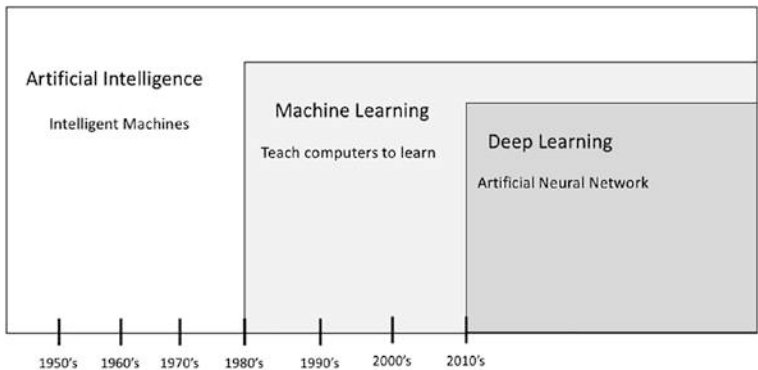 Artificial Intelligence
Intelligent Machines
Machine Learning
Teach computers to learn
Deep Learning
Artificial Neural Network
1950's 1960's 1970's 1980's 1990's 2000's 2010's